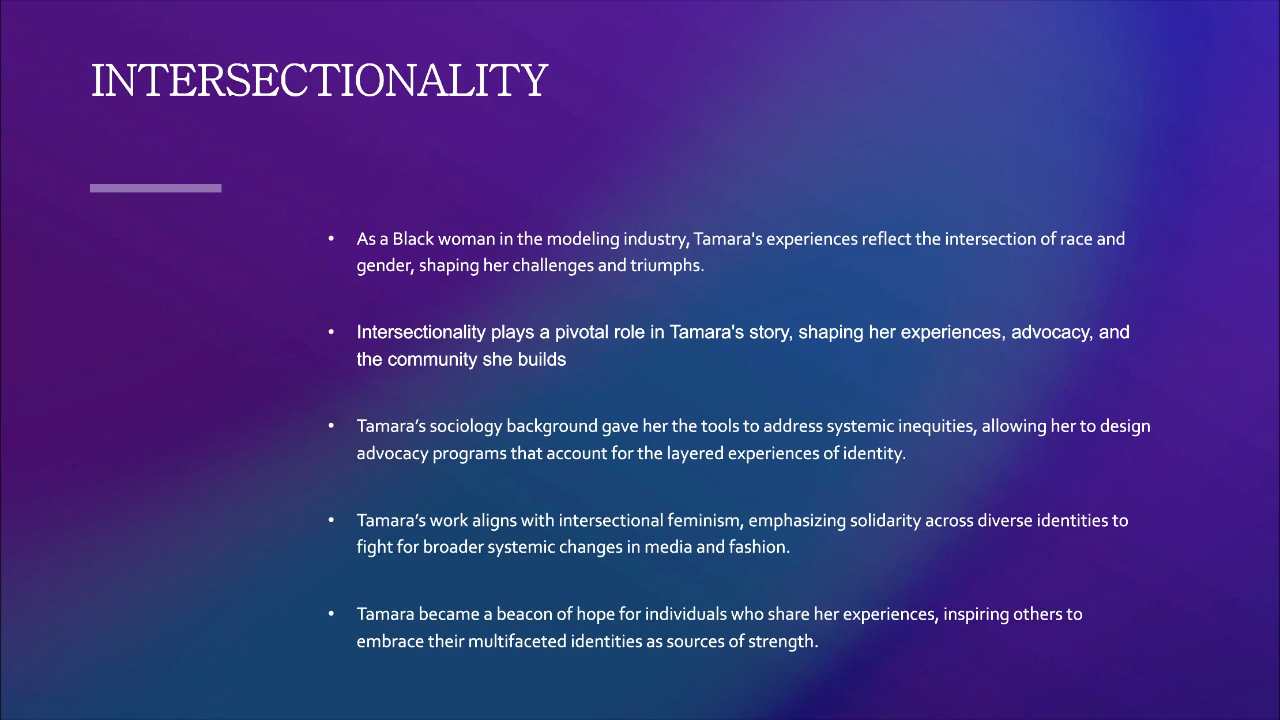 INTERSECTIONALITY
• As a Black woman in the modeling industry, Tamara's experiences reflect the intersection of race and
gender, shaping her challenges and triumphs.
• Intersectionality plays a pivotal role in Tamara's story, shaping her experiences, advocacy, and
the community she builds
• Tamara’s sociology background gave her the tools to address systemic inequities, allowing her to design
advocacy programs that account for the layered experiences of identity.
• Tamara’s work aligns with intersectional feminism, emphasizing solidarity across diverse identities to
fight for broader systemic changes in media and fashion.
• Tamara became a beacon of hope for individuals who share her experiences, inspiring others to
embrace their multifaceted identities as sources of strength.